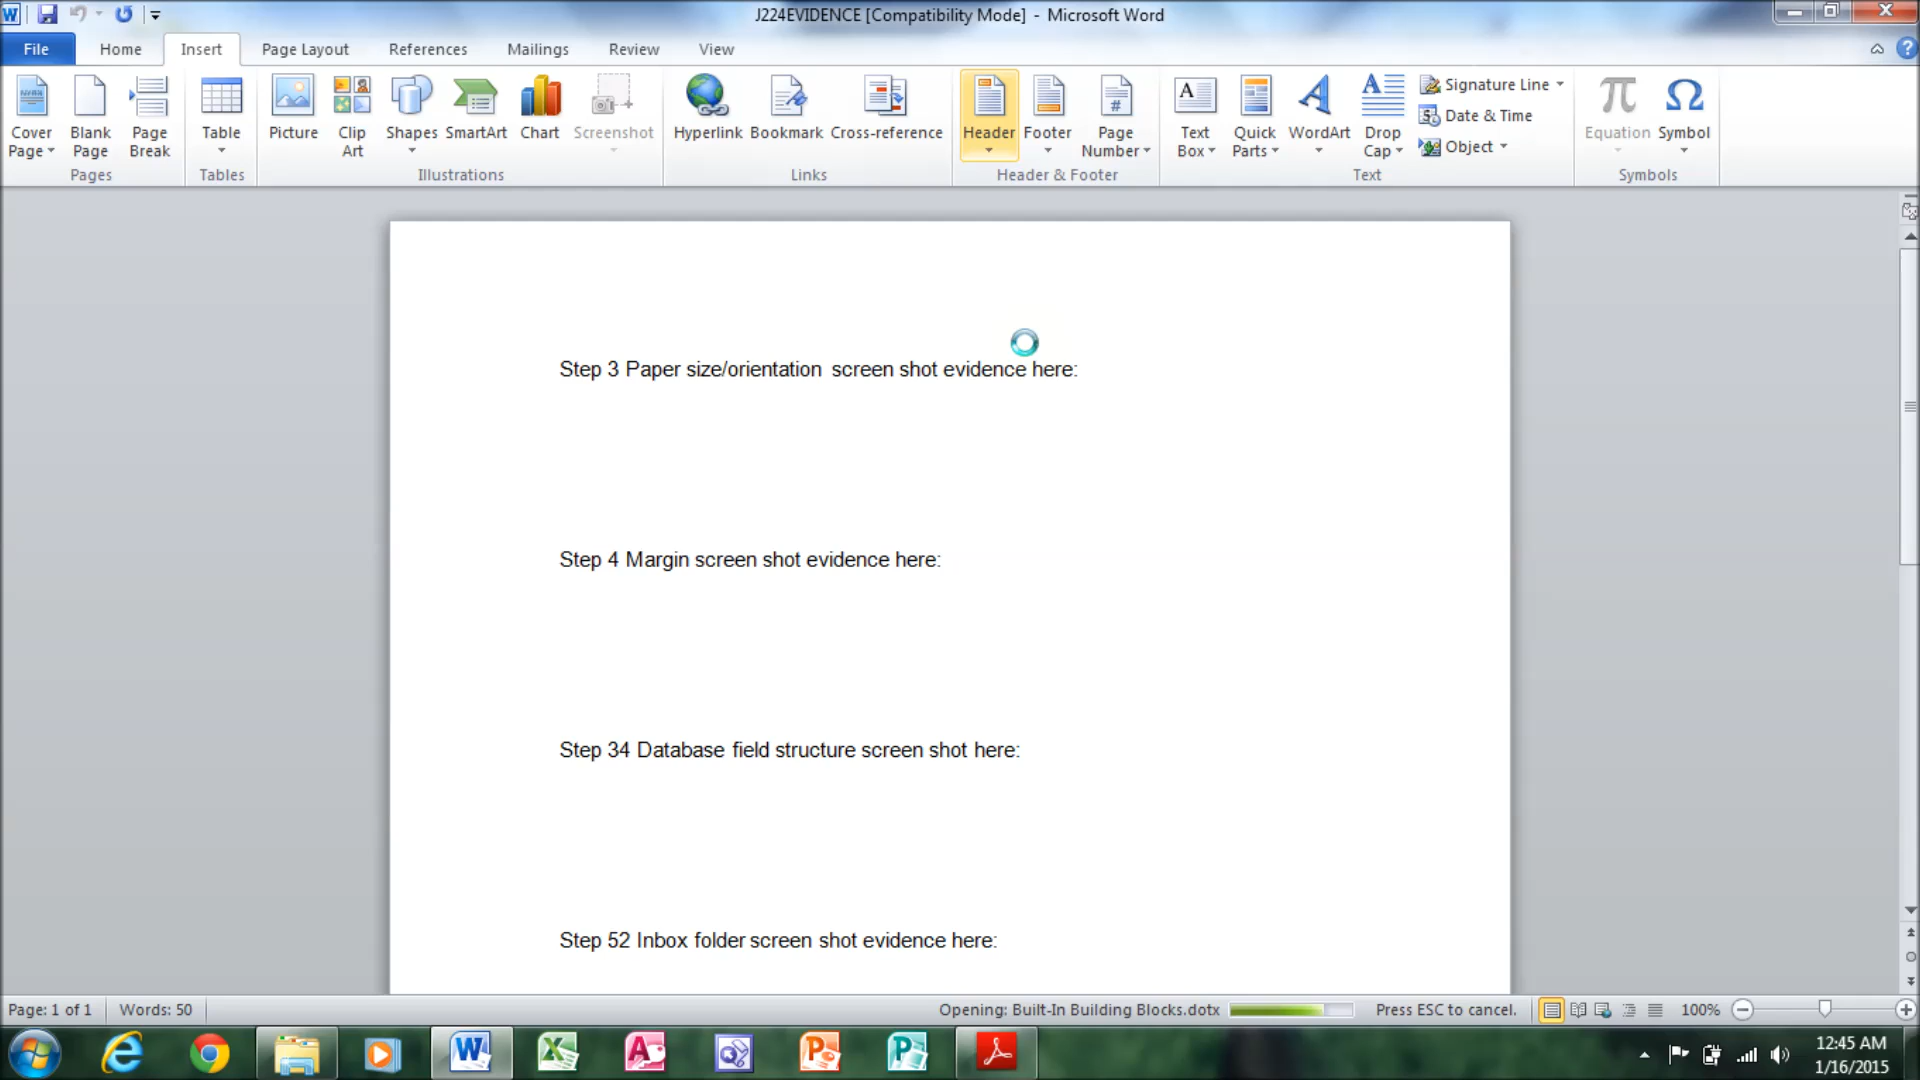 J224EVIDENCE [Compatibility Mode] - Microsoft Word
File Home Insert Page Layout References Mailings Review View
Cover Page
Blank Page
Page Break
Table
Picture
Clip Art
Shapes
SmartArt
Chart
Screenshot
Hyperlink
Bookmark
Cross-reference
Header
Footer
Page Number
Text Box
Quick Parts
WordArt
Drop Cap
Signature Line
Date & Time
Object
Equation
Symbol
Pages Tables Illustrations Links Header & Footer Text Symbols
Step 3 Paper size/orientation screen shot evidence here:
Step 4 Margin screen shot evidence here:
Step 34 Database field structure screen shot here:
Step 52 Inbox folder screen shot evidence here:
Page: 1 of 1 Words: 50 Opening: Built-In Building Blocks.dotx Press ESC to cancel. 100%
12:45 AM
1/16/2015